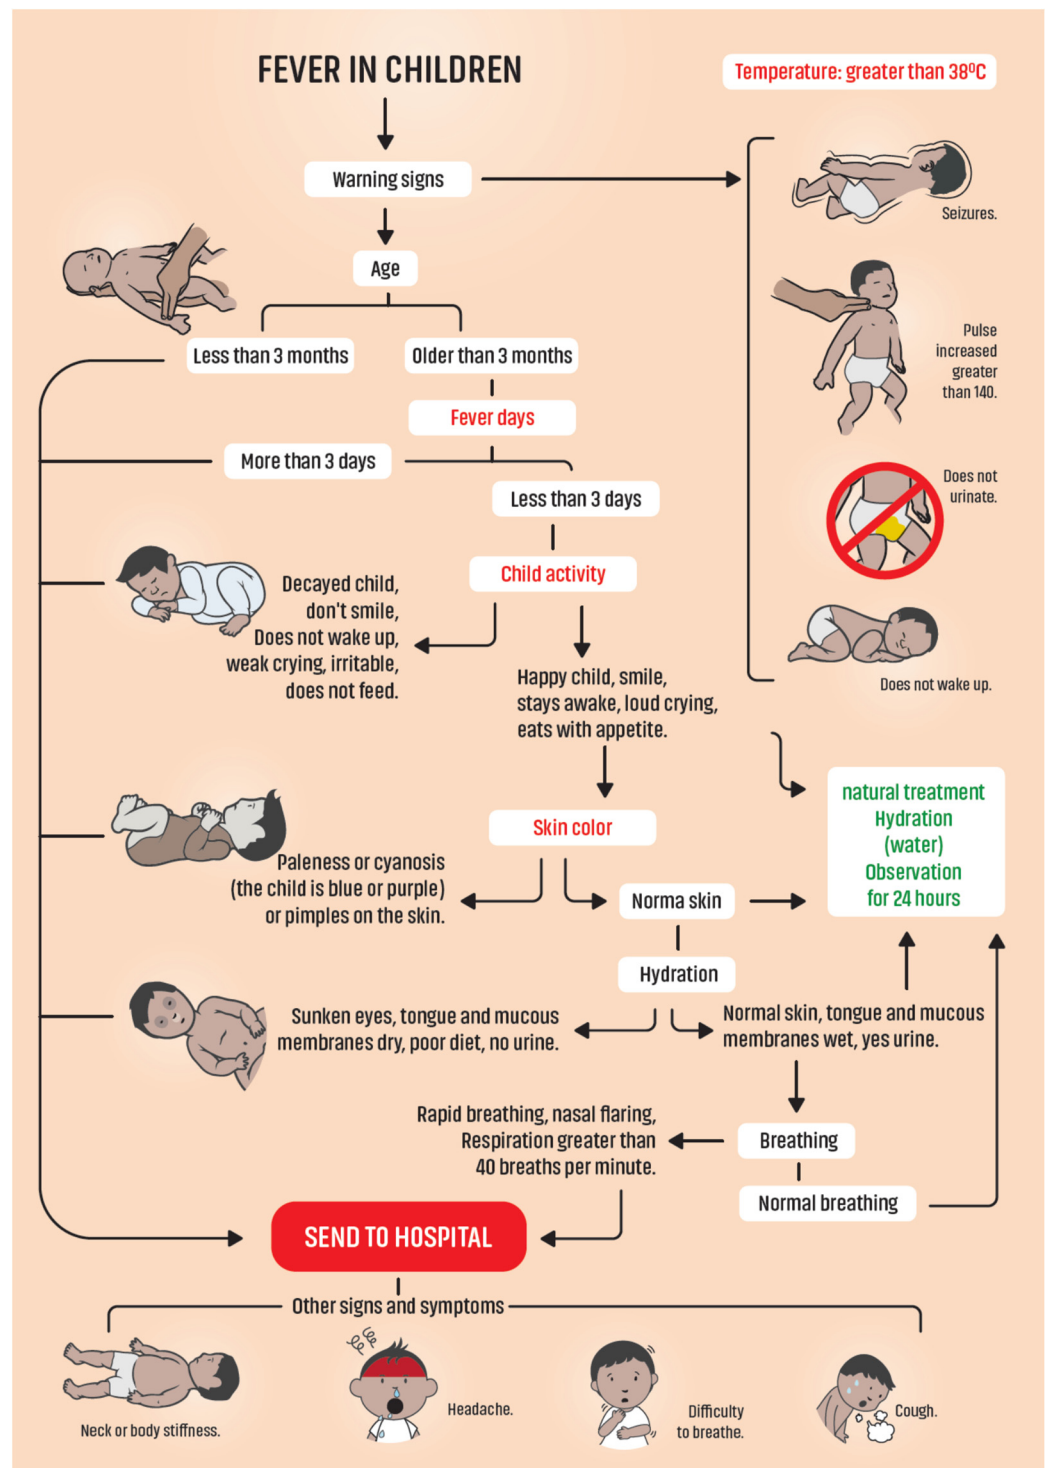 FEVER IN CHILDREN
Temperature: greater than 38ºC
Warning signs
Seizures.
Age
Pulse
increased
greater
than 140.
Less than 3 months
Older than 3 months
Fever days
More than 3 days
Does not
urinate.
Less than 3 days
Child activity
Decayed child,
don't smile,
Does not wake up,
weak crying, irritable,
does not feed.
Happy child, smile,
stays awake, loud crying,
eats with appetite.
Does not wake up.
natural treatment
Hydration
(water)
Observation
for 24 hours
Skin color
Paleness or cyanosis
(the child is blue or purple)
or pimples on the skin.
Norma skin
Hydration
Sunken eyes, tongue and mucous
membranes dry, poor diet, no urine.
Normal skin, tongue and mucous
membranes wet, yes urine.
Rapid breathing, nasal flaring,
Respiration greater than
40 breaths per minute.
Breathing
Normal breathing
SEND TO HOSPITAL
Other signs and symptoms
Neck or body stiffness.
Headache.
Difficulty
to breathe.
Cough.